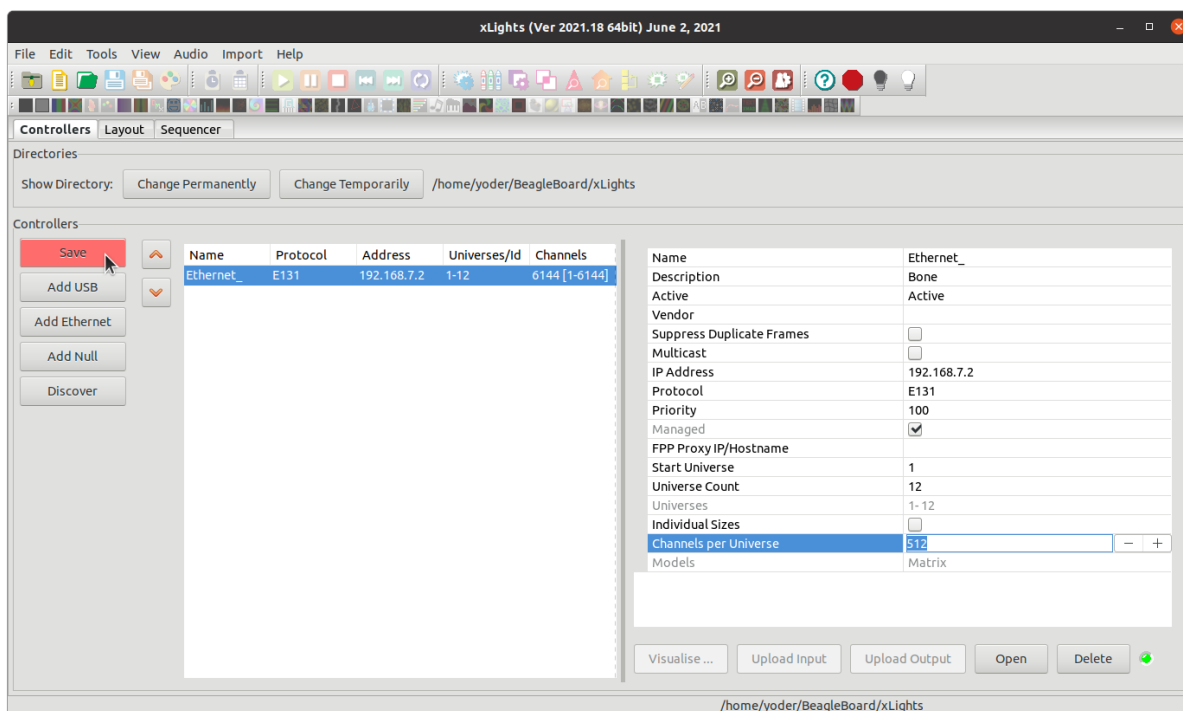 xLights (Ver 2021.18 64bit) June 2, 2021
File Edit Tools View Audio Import Help
Controllers Layout Sequencer
Directories
Show Directory: Change Permanently Change Temporarily /home/yoder/BeagleBoard/xLights
Controllers
Save
Add USB
Add Ethernet
Add Null
Discover
Name Protocol Address Universes/Id Channels
Ethernet_ E131 192.168.7.2 1-12 6144 [1-6144]
Name Ethernet_
Description Bone
Active Active
Vendor
Suppress Duplicate Frames
Multicast
IP Address 192.168.7.2
Protocol E131
Priority 100
Managed
FPP Proxy IP/Hostname
Start Universe 1
Universe Count 12
Universes 1- 12
Individual Sizes
Channels per Universe 512 − +
Models Matrix
Visualise ... Upload Input Upload Output Open Delete
/home/yoder/BeagleBoard/xLights